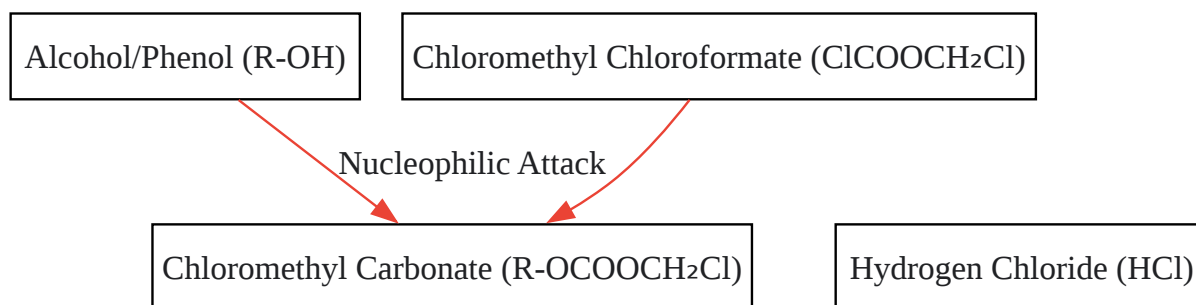 Alcohol/Phenol (R-OH)
Chloromethyl Chloroformate (ClCOOCH₂Cl)
Nucleophilic Attack
Chloromethyl Carbonate (R-OCOOCH₂Cl)
Hydrogen Chloride (HCl)